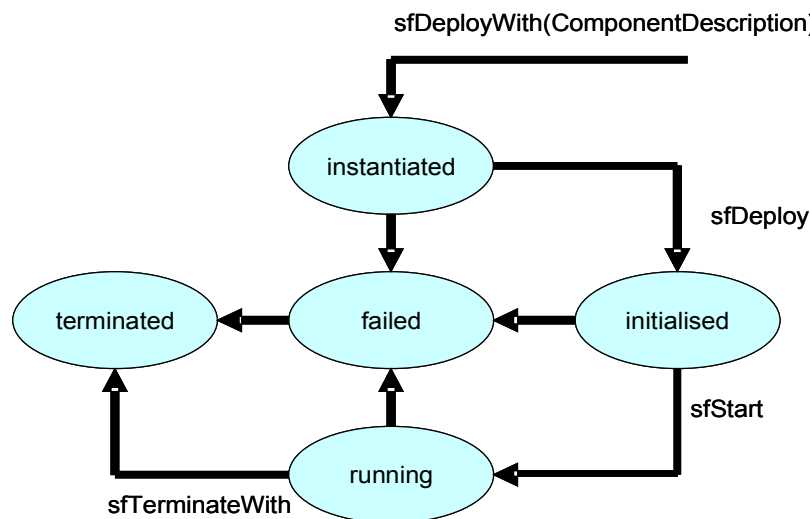 sfDeployWith(ComponentDescription)
instantiated
sfDeploy
terminated
failed
initialised
sfStart
running
sfTerminateWith